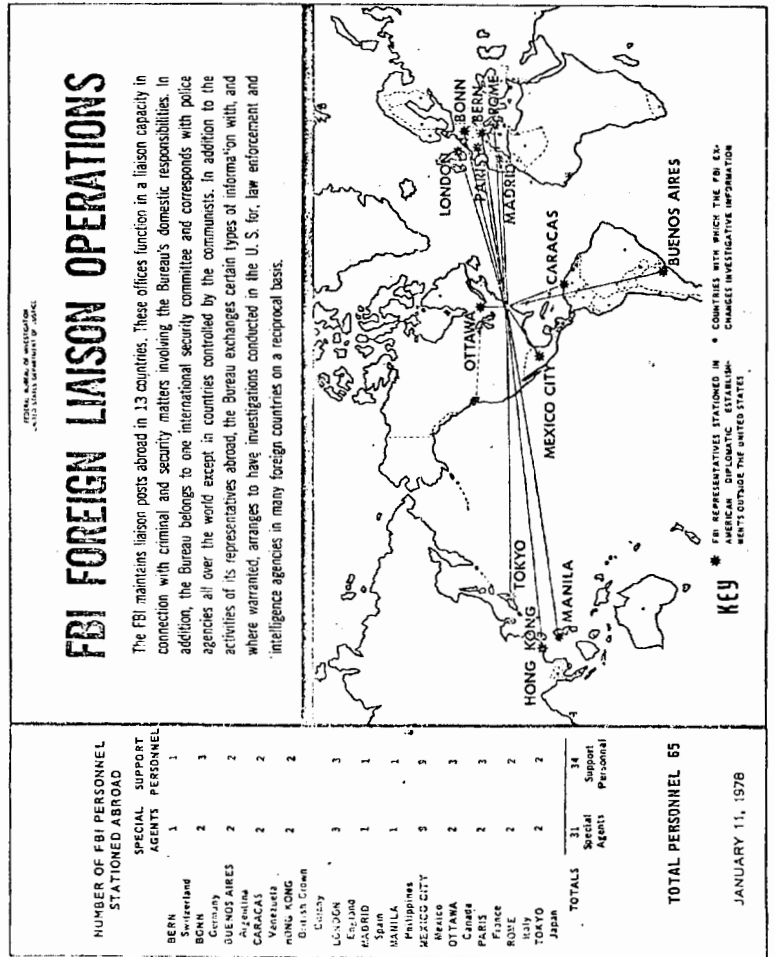 FEDERAL BUREAU OF INVESTIGATION
UNITED STATES DEPARTMENT OF JUSTICE
FBI FOREIGN LIAISON OPERATIONS
The FBI maintains liaison posts abroad in 13 countries. These offices function in a liaison capacity in
connection with criminal and security matters involving the Bureau's domestic responsibilities. In
addition, the Bureau belongs to one international security committee and corresponds with police
agencies all over the world except in countries controlled by the communists. In addition to the
activities of its representatives abroad, the Bureau exchanges certain types of information with, and
where warranted, arranges to have investigations conducted in the U. S. for, law enforcement and
intelligence agencies in many foreign countries on a reciprocal basis.
LONDON
BONN
PARIS
BERN
ROME
MADRID
OTTAWA
CARACAS
MEXICO CITY
BUENOS AIRES
TOKYO
HONG KONG
MANILA
KEY
* FBI REPRESENTATIVES STATIONED IN
AMERICAN DIPLOMATIC ESTABLISH-
MENTS OUTSIDE THE UNITED STATES
• COUNTRIES WITH WHICH THE FBI EX-
CHANGES INVESTIGATIVE INFORMATION
NUMBER OF FBI PERSONNEL
STATIONED ABROAD
SPECIAL SUPPORT
AGENTS PERSONNEL
BERN 1 1
Switzerland
BONN 2 3
Germany
BUENOS AIRES 2 2
Argentina
CARACAS 2 2
Venezuela
HONG KONG 2 2
British Crown
Colony
LONDON 3 3
England
MADRID 1 1
Spain
MANILA 1 1
Philippines
MEXICO CITY 9 9
Mexico
OTTAWA 2 3
Canada
PARIS 2 3
France
ROME 2 2
Italy
TOKYO 2 2
Japan
TOTALS 31 34
Special Support
Agents Personnel
TOTAL PERSONNEL 65
JANUARY 11, 1978